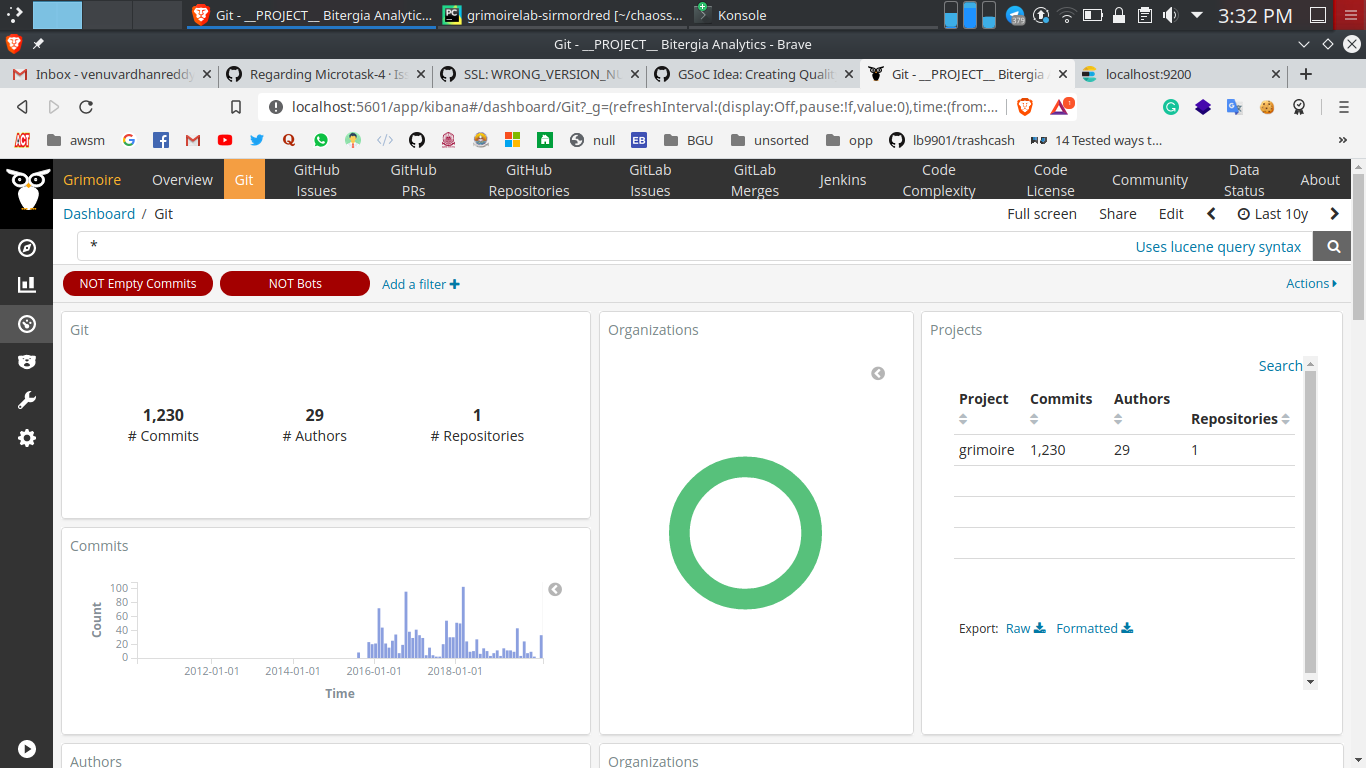 Git - __PROJECT__ Bitergia Analytic...
grimoirelab-sirmordred [~/chaoss...
Konsole
379
3:32 PM
Git - __PROJECT__ Bitergia Analytics - Brave
Inbox - venuvardhanreddy
Regarding Microtask-4 · Iss
SSL: WRONG_VERSION_NU
GSoC Idea: Creating Qualit
Git - __PROJECT__ Bitergia A
localhost:9200
localhost:5601/app/kibana#/dashboard/Git?_g=(refreshInterval:(display:Off,pause:!f,value:0),time:(from:...
1
ACT awsm null EB BGU unsorted opp lb9901/trashcash 14 Tested ways t... »
Grimoire Overview Git GitHub Issues GitHub PRs GitHub Repositories GitLab Issues GitLab Merges Jenkins Code Complexity Code License Community Data Status About
Dashboard / Git
Full screen Share Edit Last 10y
*
Uses lucene query syntax
NOT Empty Commits NOT Bots Add a filter +
Actions
Git
1,230 29 1
# Commits # Authors # Repositories
Organizations
Projects
Search
Project Commits Authors Repositories
grimoire 1,230 29 1
Export: Raw Formatted
Commits
100
80
60
40
20
0
Count
2012-01-01 2014-01-01 2016-01-01 2018-01-01
Time
Authors
Organizations